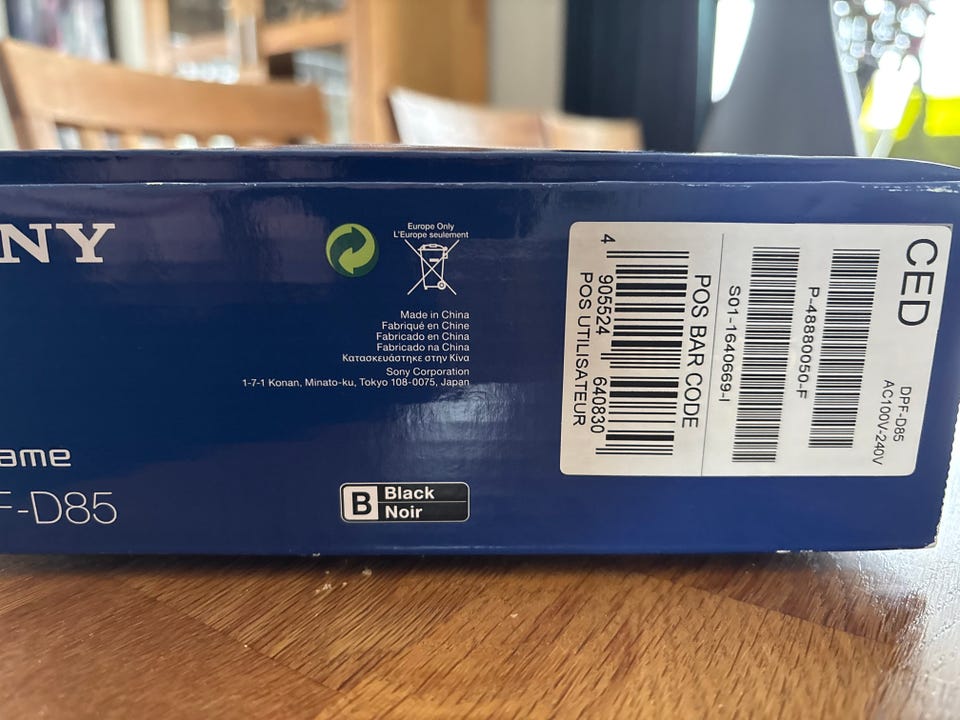 NY
Europe Only
L'Europe seulement
Made in China
Fabriqué en Chine
Fabricado en China
Fabricado na China
Κατασκευάστηκε στην Κίνα
Sony Corporation
1-7-1 Konan, Minato-ku, Tokyo 108-0075, Japan
ame
F-D85
B Black
Noir
CED
DPF-D85
AC100V-240V
P-48880050-F
S01-1640669-I
POS BAR CODE
4 905524 640830
POS UTILISATEUR